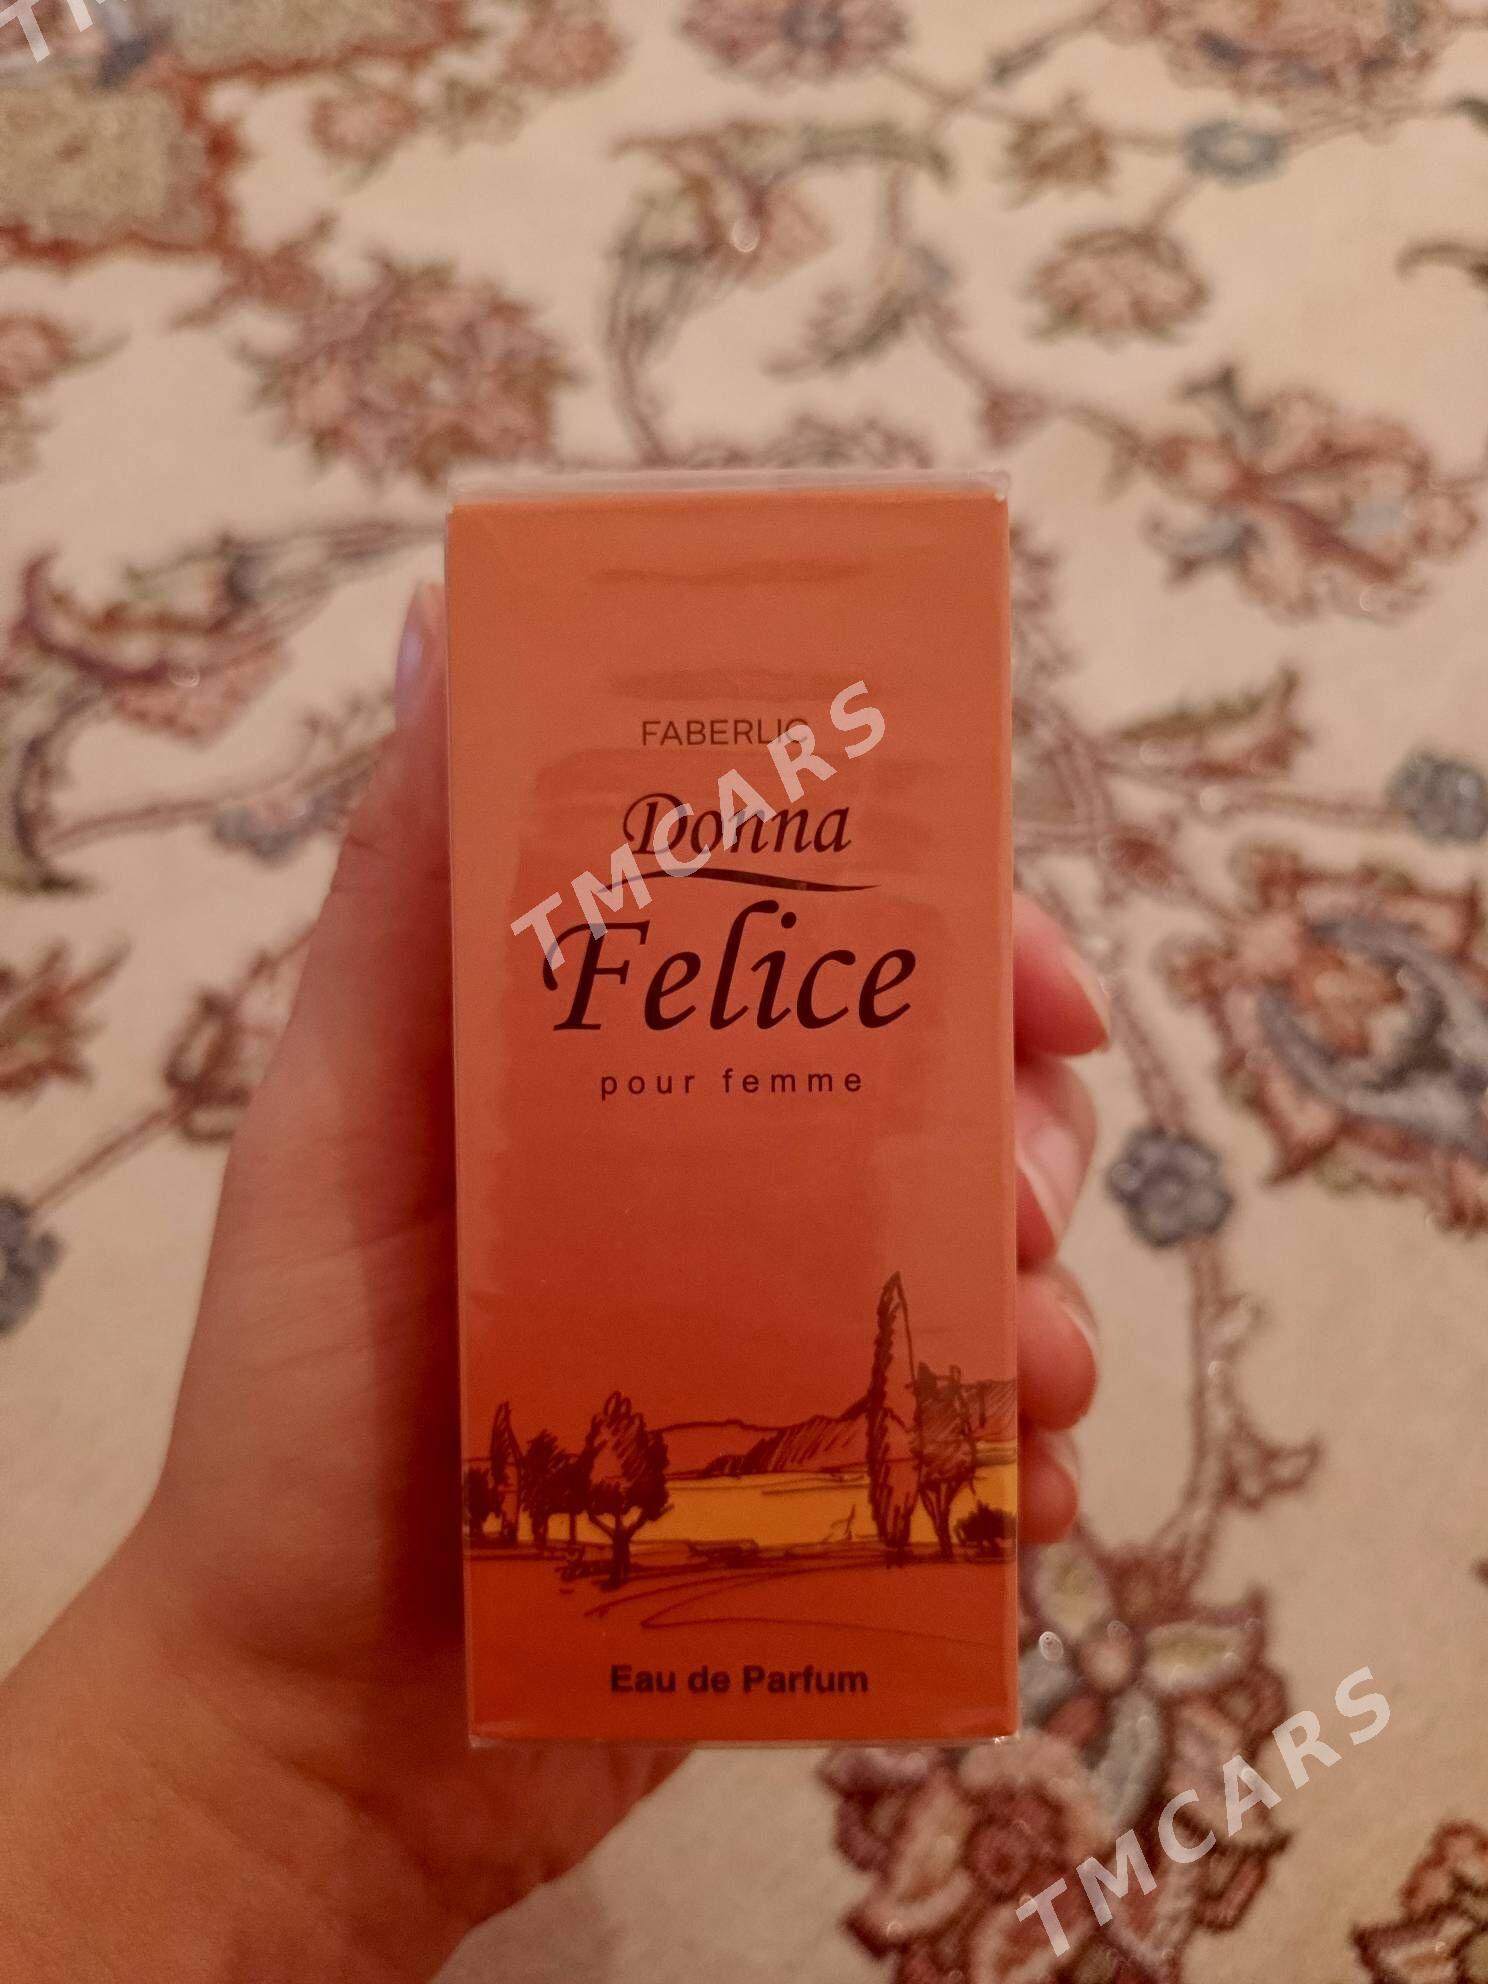 FABERLIC
Donna
Felice
pour femme
Eau de Parfum
TMCARS
TMCARS